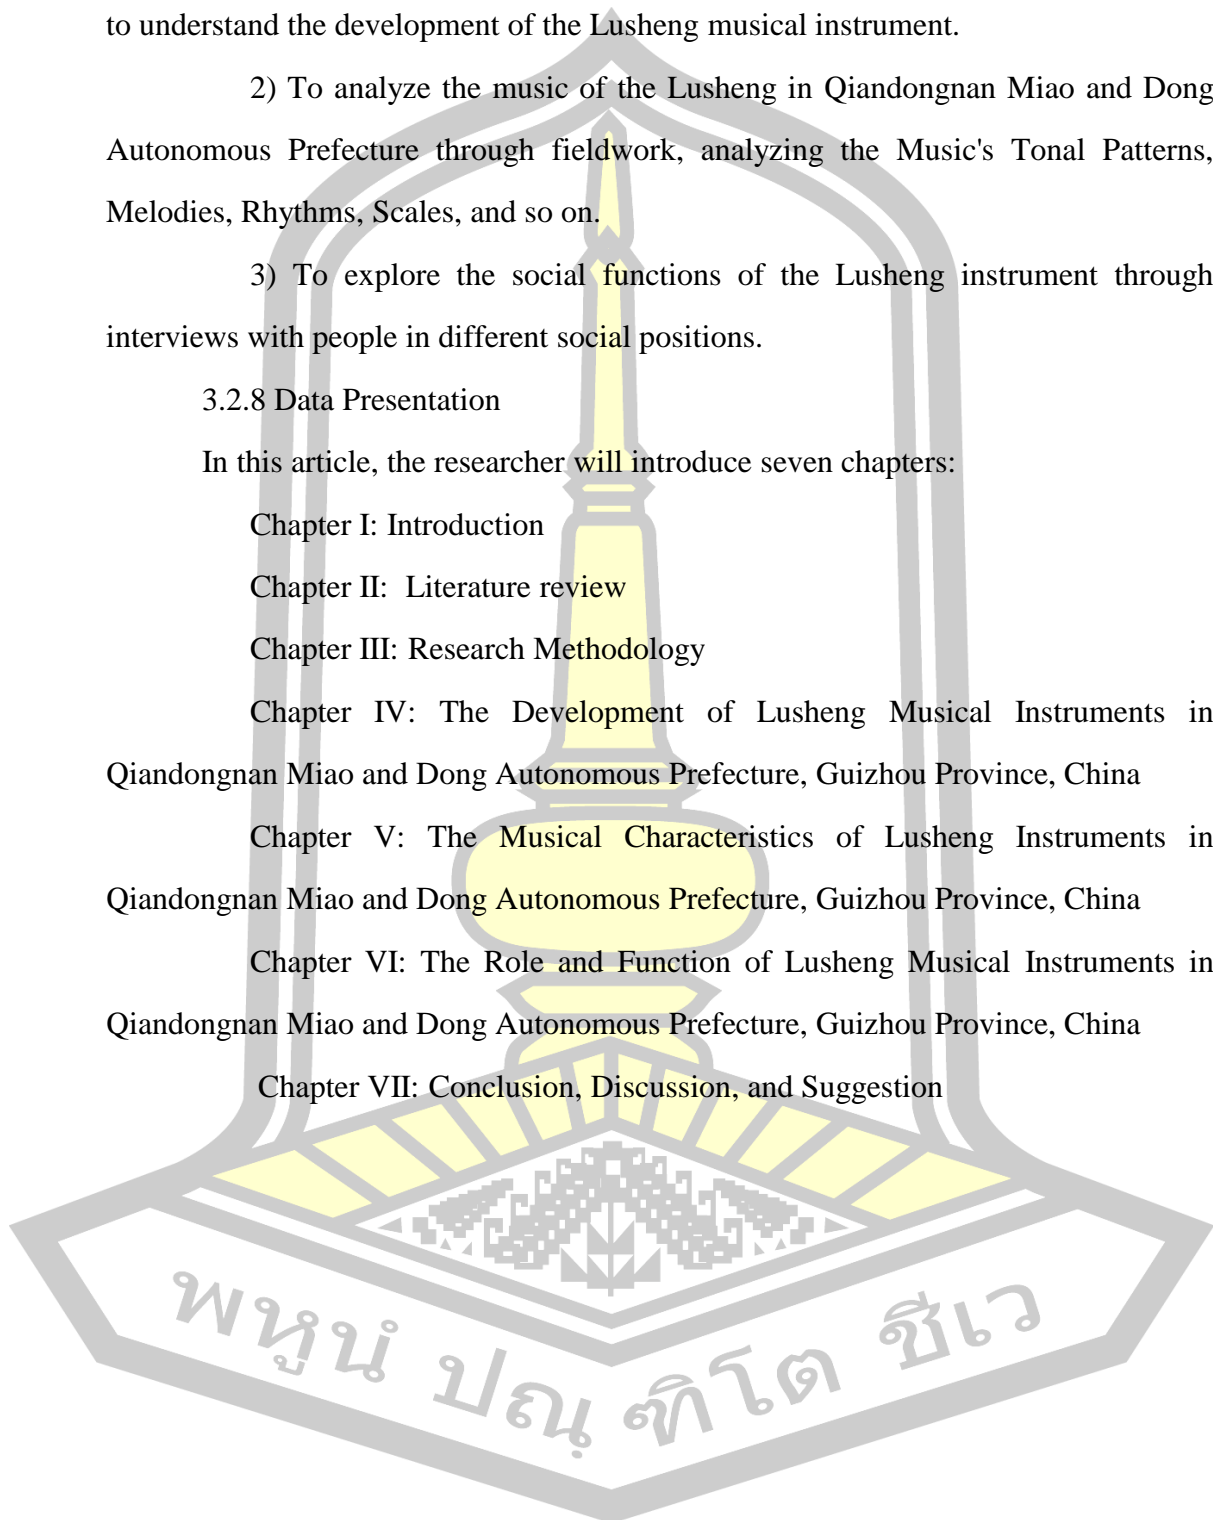 to understand the development of the Lusheng musical instrument.
2) To analyze the music of the Lusheng in Qiandongnan Miao and Dong
Autonomous Prefecture through fieldwork, analyzing the Music's Tonal Patterns,
Melodies, Rhythms, Scales, and so on.
3) To explore the social functions of the Lusheng instrument through
interviews with people in different social positions.
3.2.8 Data Presentation
In this article, the researcher will introduce seven chapters:
Chapter I: Introduction
Chapter II:  Literature review
Chapter III: Research Methodology
Chapter IV: The Development of Lusheng Musical Instruments in
Qiandongnan Miao and Dong Autonomous Prefecture, Guizhou Province, China
Chapter V: The Musical Characteristics of Lusheng Instruments in
Qiandongnan Miao and Dong Autonomous Prefecture, Guizhou Province, China
Chapter VI: The Role and Function of Lusheng Musical Instruments in
Qiandongnan Miao and Dong Autonomous Prefecture, Guizhou Province, China
Chapter VII: Conclusion, Discussion, and Suggestion
พหูนํ ปณฺฑิโต ชีเว